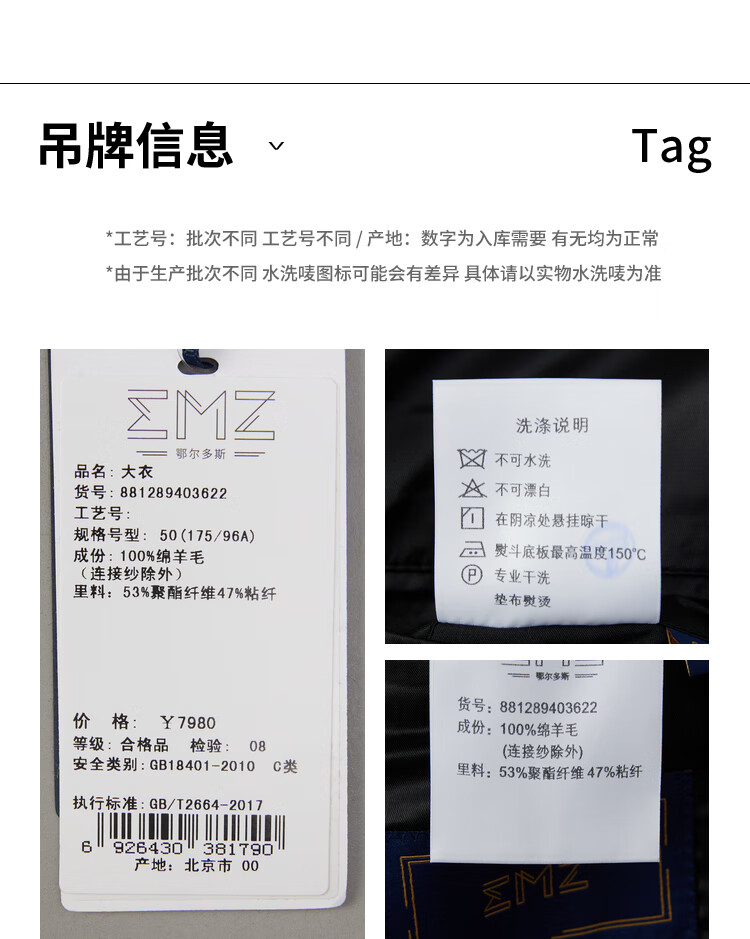 吊牌信息
Tag
*工艺号：批次不同 工艺号不同 / 产地：数字为入库需要 有无均为正常
*由于生产批次不同 水洗唛图标可能会有差异 具体请以实物水洗唛为准
EMZ
鄂尔多斯
品名: 大衣
货号: 881289403622
工艺号:
规格号型: 50(175/96A)
成份: 100%绵羊毛
（连接纱除外）
里料: 53%聚酯纤维47%粘纤
价 格: ￥7980
等级: 合格品 检验: 08
安全类别:GB18401-2010 C类
执行标准:GB/T2664-2017
6 926430 381790
产地: 北京市 00
洗涤说明
不可水洗
不可漂白
在阴凉处悬挂晾干
熨斗底板最高温度150℃
P 专业干洗
垫布熨烫
鄂尔多斯
货号: 881289403622
成份: 100%绵羊毛
(连接纱除外)
里料: 53%聚酯纤维 47%粘纤
EMZ